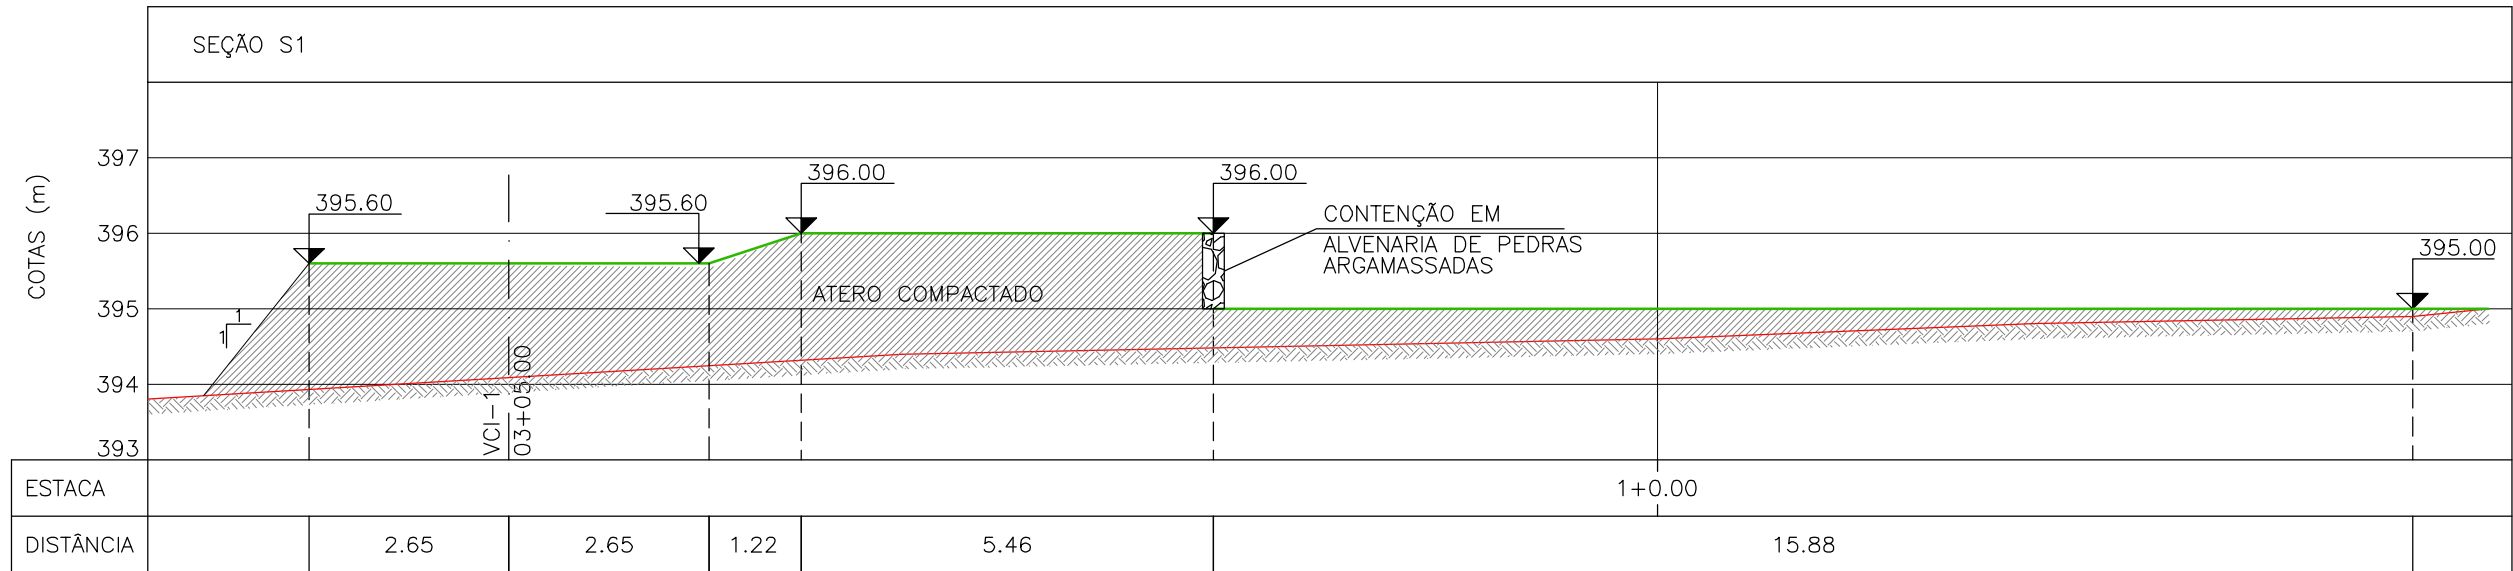 SEÇÃO S1
COTAS (m)
397
396
395
394
393
395.60
395.60
396.00
396.00
395.00
CONTENÇÃO EM
ALVENARIA DE PEDRAS
ARGAMASSADAS
ATERO COMPACTADO
1
1
VCI-1
03+05.00
ESTACA
1+0.00
DISTÂNCIA
2.65
2.65
1.22
5.46
15.88